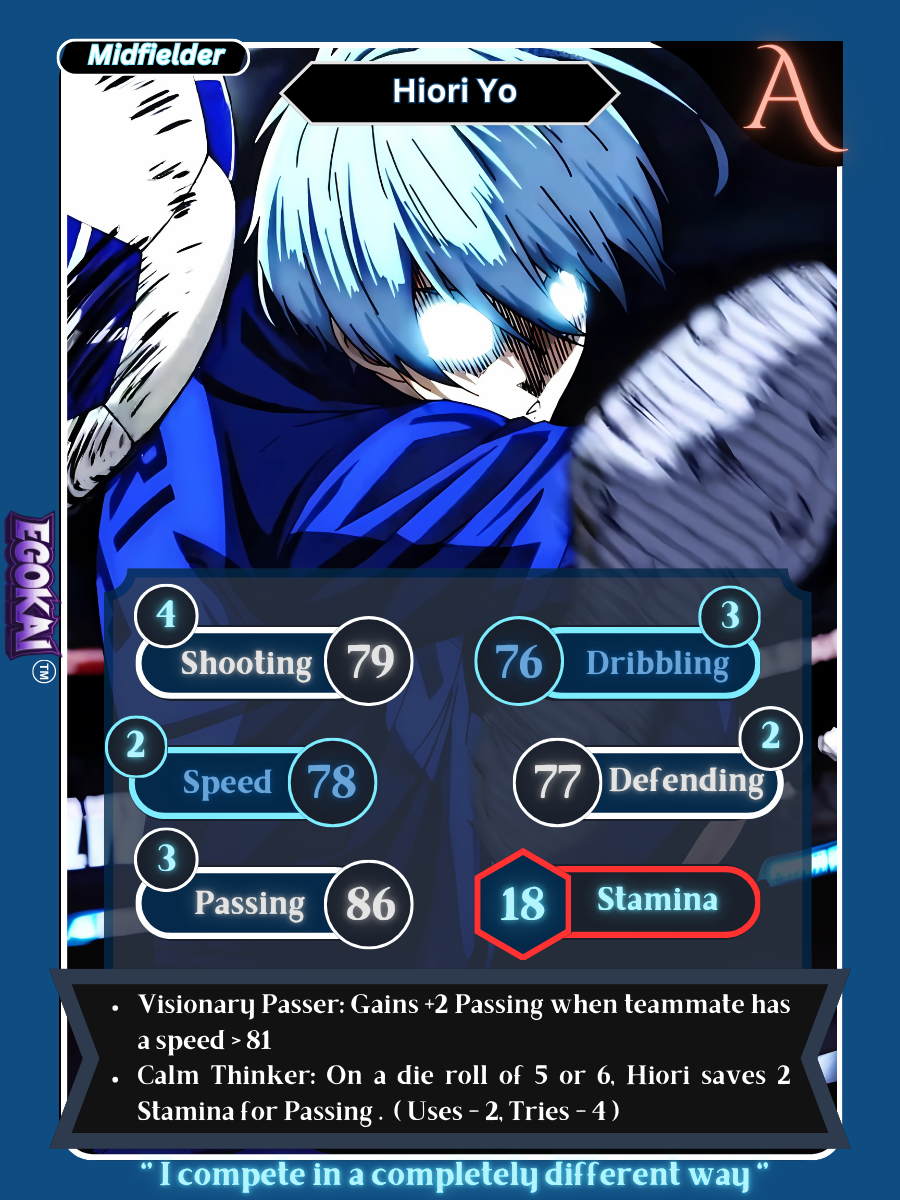 Midfielder
Hiori Yo
A
EGOKAI
TM
4
Shooting 79
3
76 Dribbling
2
Speed 78
2
77 Defending
3
Passing 86
18 Stamina
• Visionary Passer: Gains +2 Passing when teammate has
a speed > 81
• Calm Thinker: On a die roll of 5 or 6, Hiori saves 2
Stamina for Passing . ( Uses - 2, Tries - 4 )
" I compete in a completely different way "